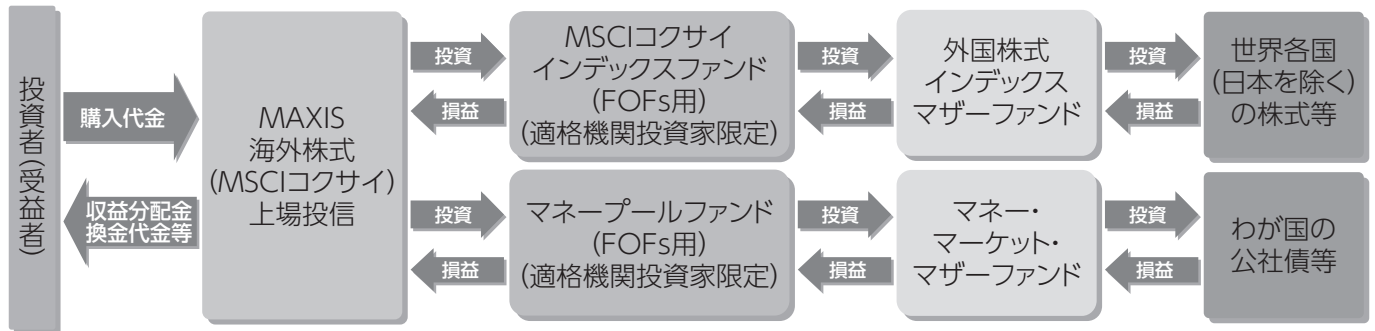 投資者(受益者)
購入代金
収益分配金
換金代金等
MAXIS
海外株式
(MSCIコクサイ)
上場投信
投資
損益
MSCIコクサイ
インデックスファンド
(FOFs用)
(適格機関投資家限定)
投資
損益
外国株式
インデックス
マザーファンド
投資
損益
世界各国
(日本を除く)
の株式等
投資
損益
マネープールファンド
(FOFs用)
(適格機関投資家限定)
投資
損益
マネー・
マーケット・
マザーファンド
投資
損益
わが国の
公社債等